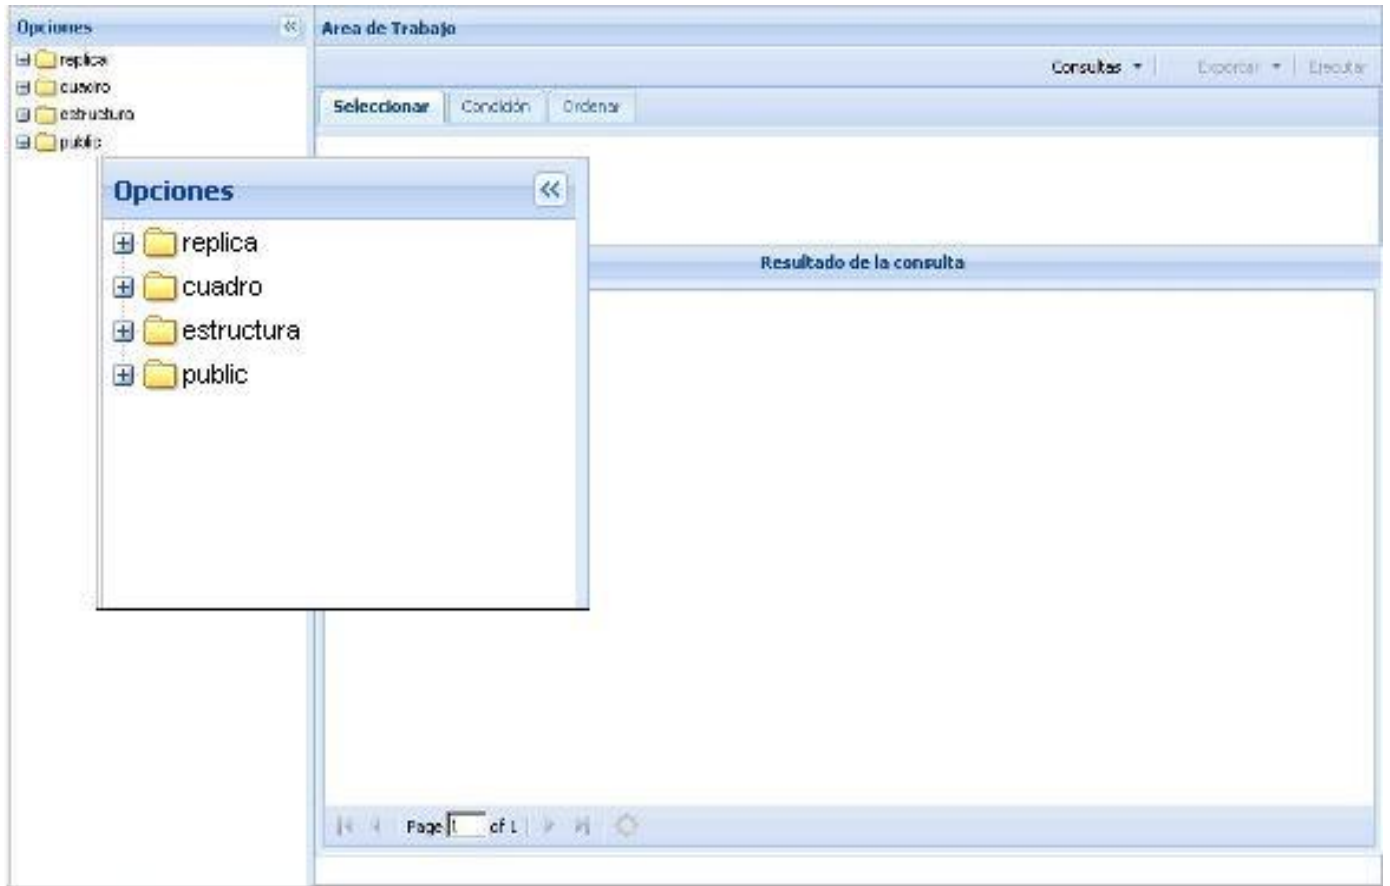 Opciones
replica
cuadro
estructura
public
Area de Trabajo
Consultas
Exportar
Ejecutar
Seleccionar
Condición
Ordenar
Opciones
replica
cuadro
estructura
public
Resultado de la consulta
Page 1 of 1